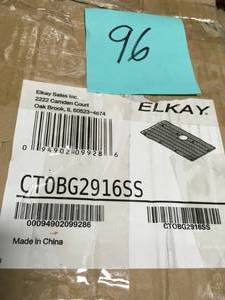 96
Elkay Sales Inc.
2222 Camden Court
Oak Brook, IL 60523-4674
ELKAY
0 94902 09928 6
CTOBG2916SS
00094902099286
CTOBG2916SS
Made in China